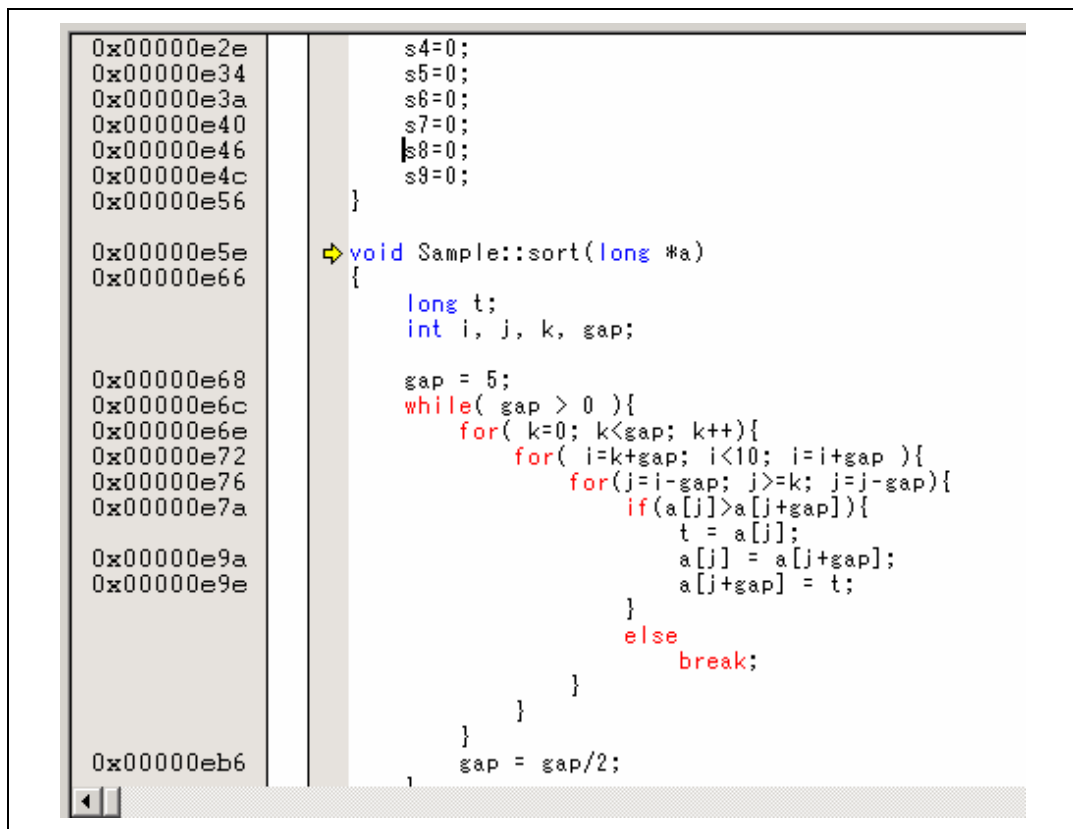 0x00000e2e s4=0;
0x00000e34 s5=0;
0x00000e3a s6=0;
0x00000e40 s7=0;
0x00000e46 s8=0;
0x00000e4c s9=0;
0x00000e56 }
0x00000e5e void Sample::sort(long *a)
0x00000e66 {
long t;
int i, j, k, gap;
0x00000e68 gap = 5;
0x00000e6c while( gap > 0 ){
0x00000e6e for( k=0; k<gap; k++){
0x00000e72 for( i=k+gap; i<10; i=i+gap ){
0x00000e76 for(j=i-gap; j>=k; j=j-gap){
0x00000e7a if(a[j]>a[j+gap]){
t = a[j];
0x00000e9a a[j] = a[j+gap];
0x00000e9e a[j+gap] = t;
}
else
break;
}
}
}
0x00000eb6 gap = gap/2;
}